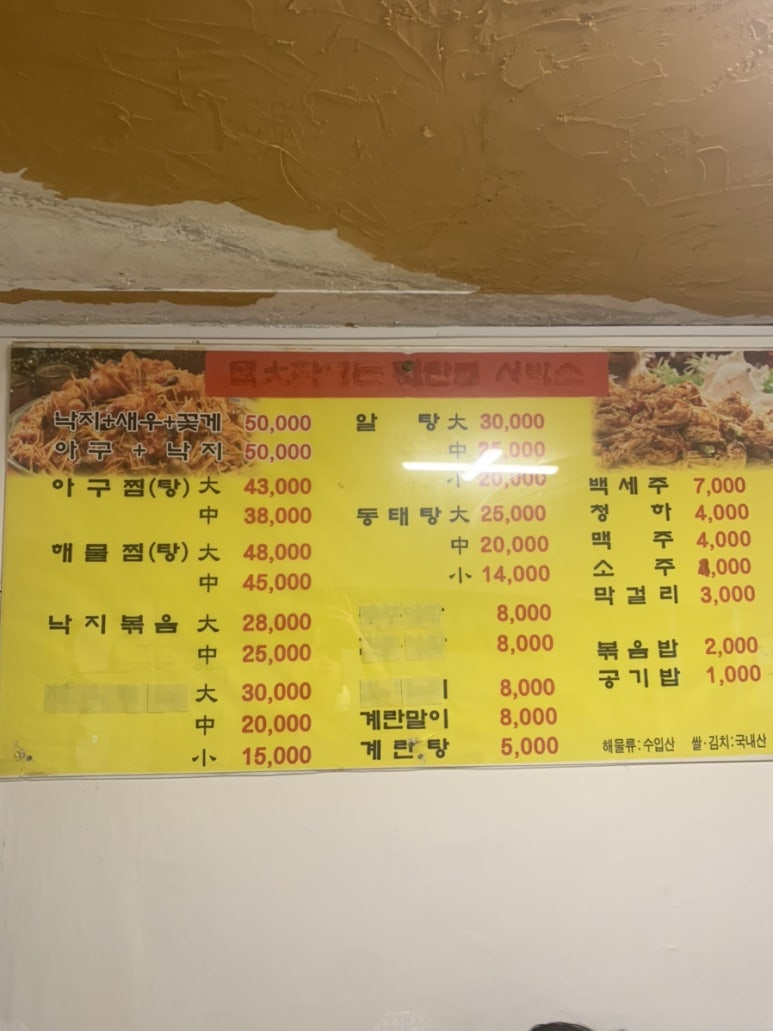 낙지+새우+꽃게 50,000
아구 + 낙지 50,000
아구찜(탕) 大 43,000
中 38,000
해물찜(탕) 大 48,000
中 45,000
낙지볶음 大 28,000
中 25,000
大 30,000
中 20,000
小 15,000
알 탕 大 30,000
中 25,000
小 20,000
동태탕 大 25,000
中 20,000
小 14,000
8,000
8,000
8,000
계란말이 8,000
계란탕 5,000
백세주 7,000
청 하 4,000
맥 주 4,000
소 주 4,000
막걸리 3,000
볶음밥 2,000
공기밥 1,000
해물류:수입산 쌀·김치:국내산